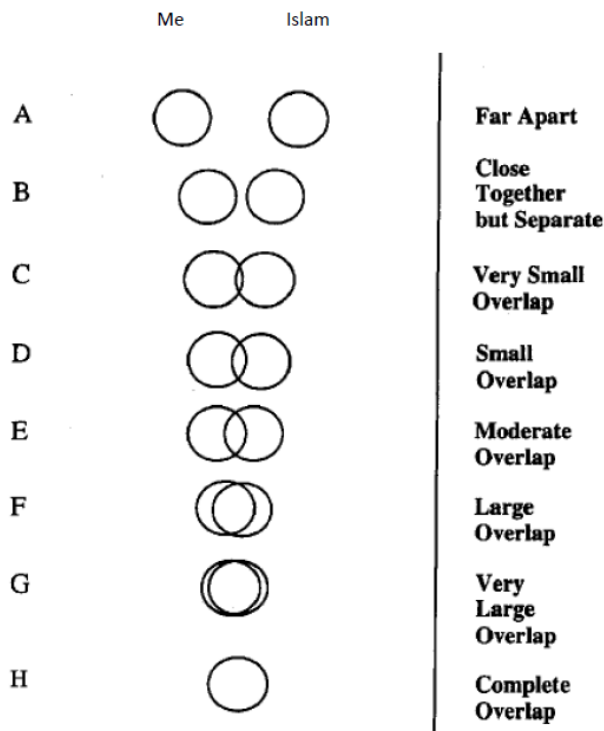 Me Islam
A Far Apart
Close
B Together
but Separate
C Very Small
Overlap
D Small
Overlap
E Moderate
Overlap
F Large
Overlap
G Very
Large
Overlap
H Complete
Overlap